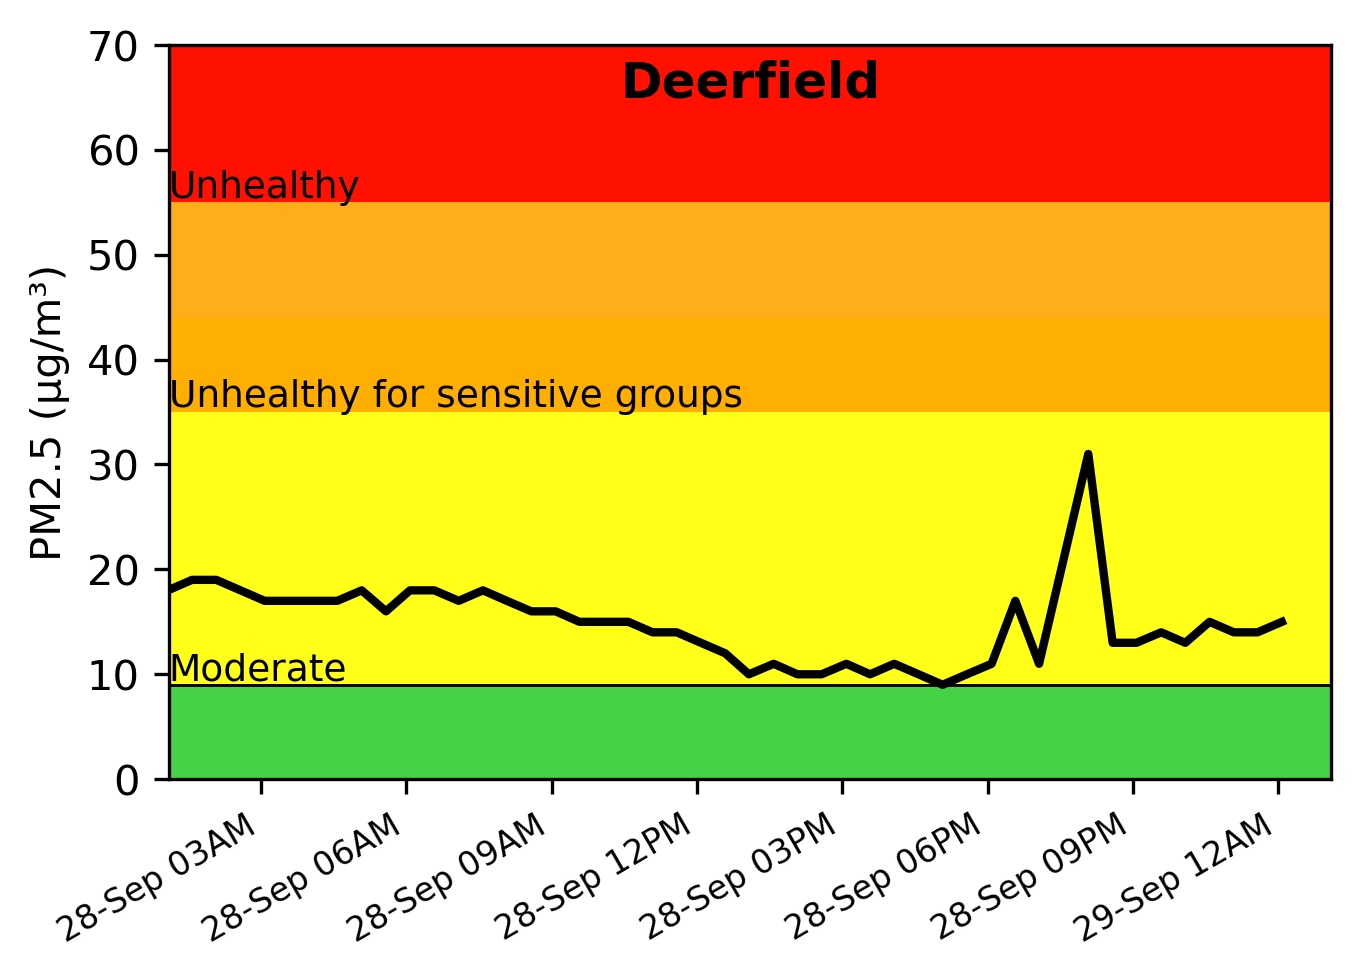 Deerfield
70
60
50
40
30
20
10
0
PM2.5 (µg/m³)
Unhealthy
Unhealthy for sensitive groups
Moderate
28-Sep 03AM
28-Sep 06AM
28-Sep 09AM
28-Sep 12PM
28-Sep 03PM
28-Sep 06PM
28-Sep 09PM
29-Sep 12AM